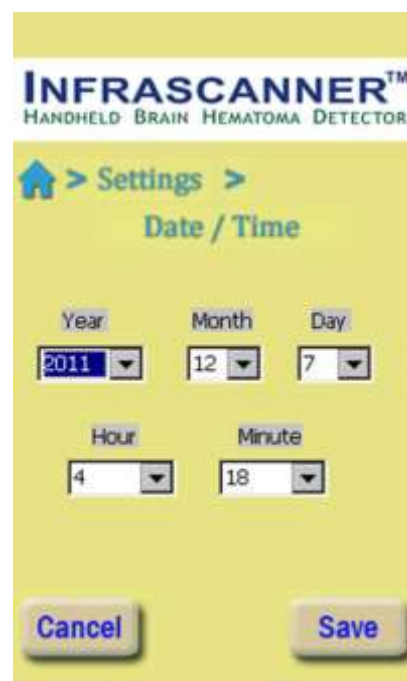 INFRASCANNER™
HANDHELD BRAIN HEMATOMA DETECTOR
> Settings >
Date / Time
Year Month Day
2011 12 7
Hour Minute
4 18
Cancel Save